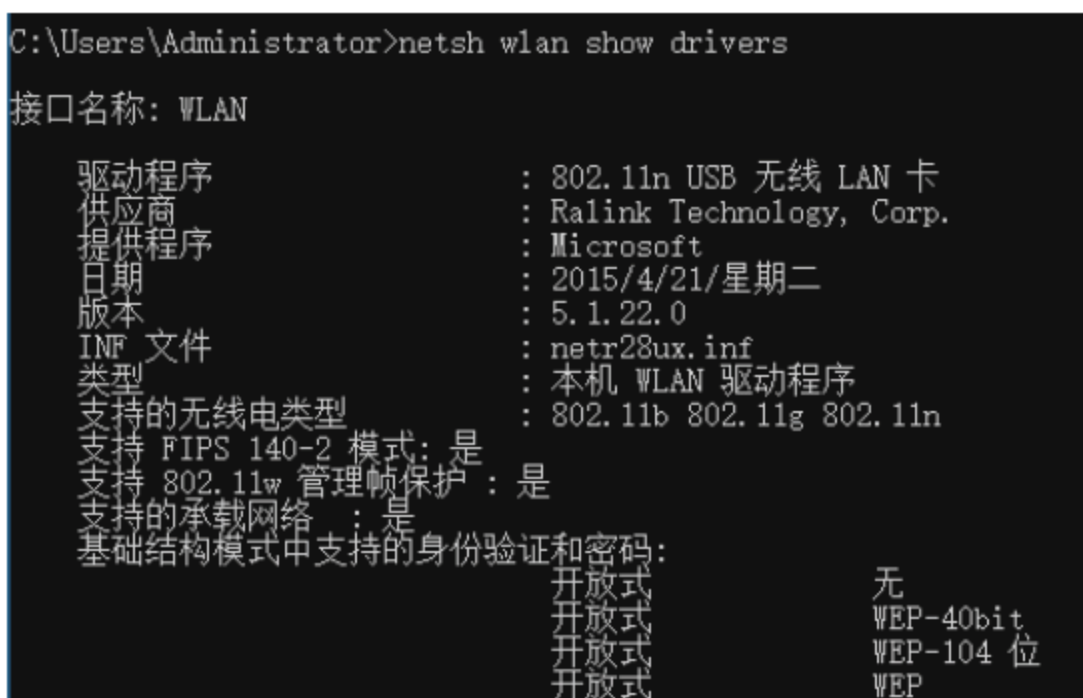 C:\Users\Administrator>netsh wlan show drivers
接口名称: WLAN
驱动程序 : 802.11n USB 无线 LAN 卡
供应商 : Ralink Technology, Corp.
提供程序 : Microsoft
日期 : 2015/4/21/星期二
版本 : 5.1.22.0
INF 文件 : netr28ux.inf
类型 : 本机 WLAN 驱动程序
支持的无线电类型 : 802.11b 802.11g 802.11n
支持 FIPS 140-2 模式: 是
支持 802.11w 管理帧保护 : 是
支持的承载网络 : 是
基础结构模式中支持的身份验证和密码:
开放式 无
开放式 WEP-40bit
开放式 WEP-104 位
开放式 WEP